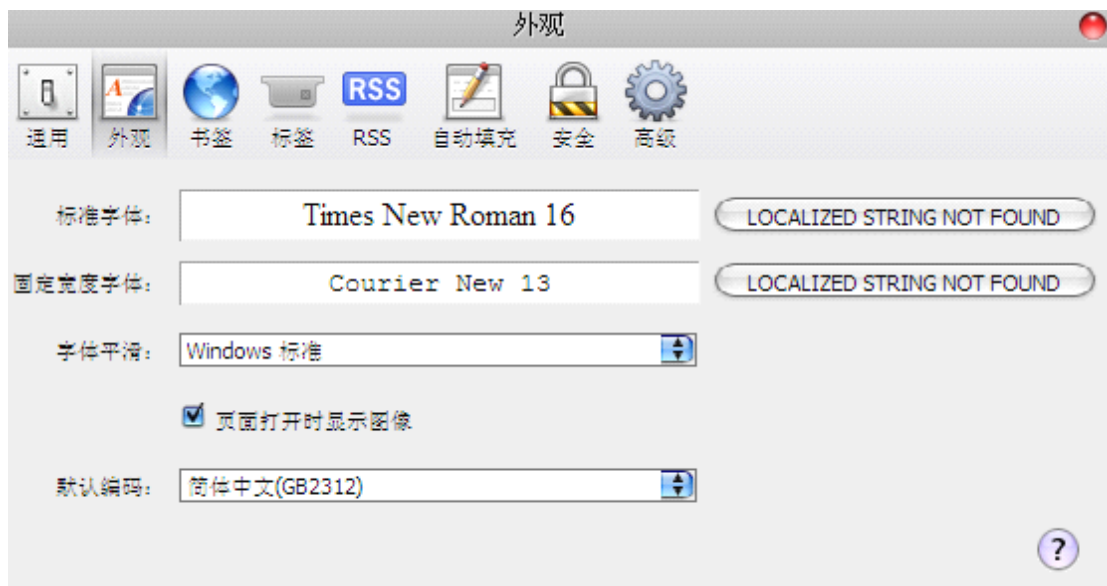 外观
通用 外观 书签 标签 RSS RSS 自动填充 安全 高级
标准字体： Times New Roman 16 LOCALIZED STRING NOT FOUND
固定宽度字体： Courier New 13 LOCALIZED STRING NOT FOUND
字体平滑： Windows 标准
页面打开时显示图像
默认编码： 简体中文(GB2312)
?